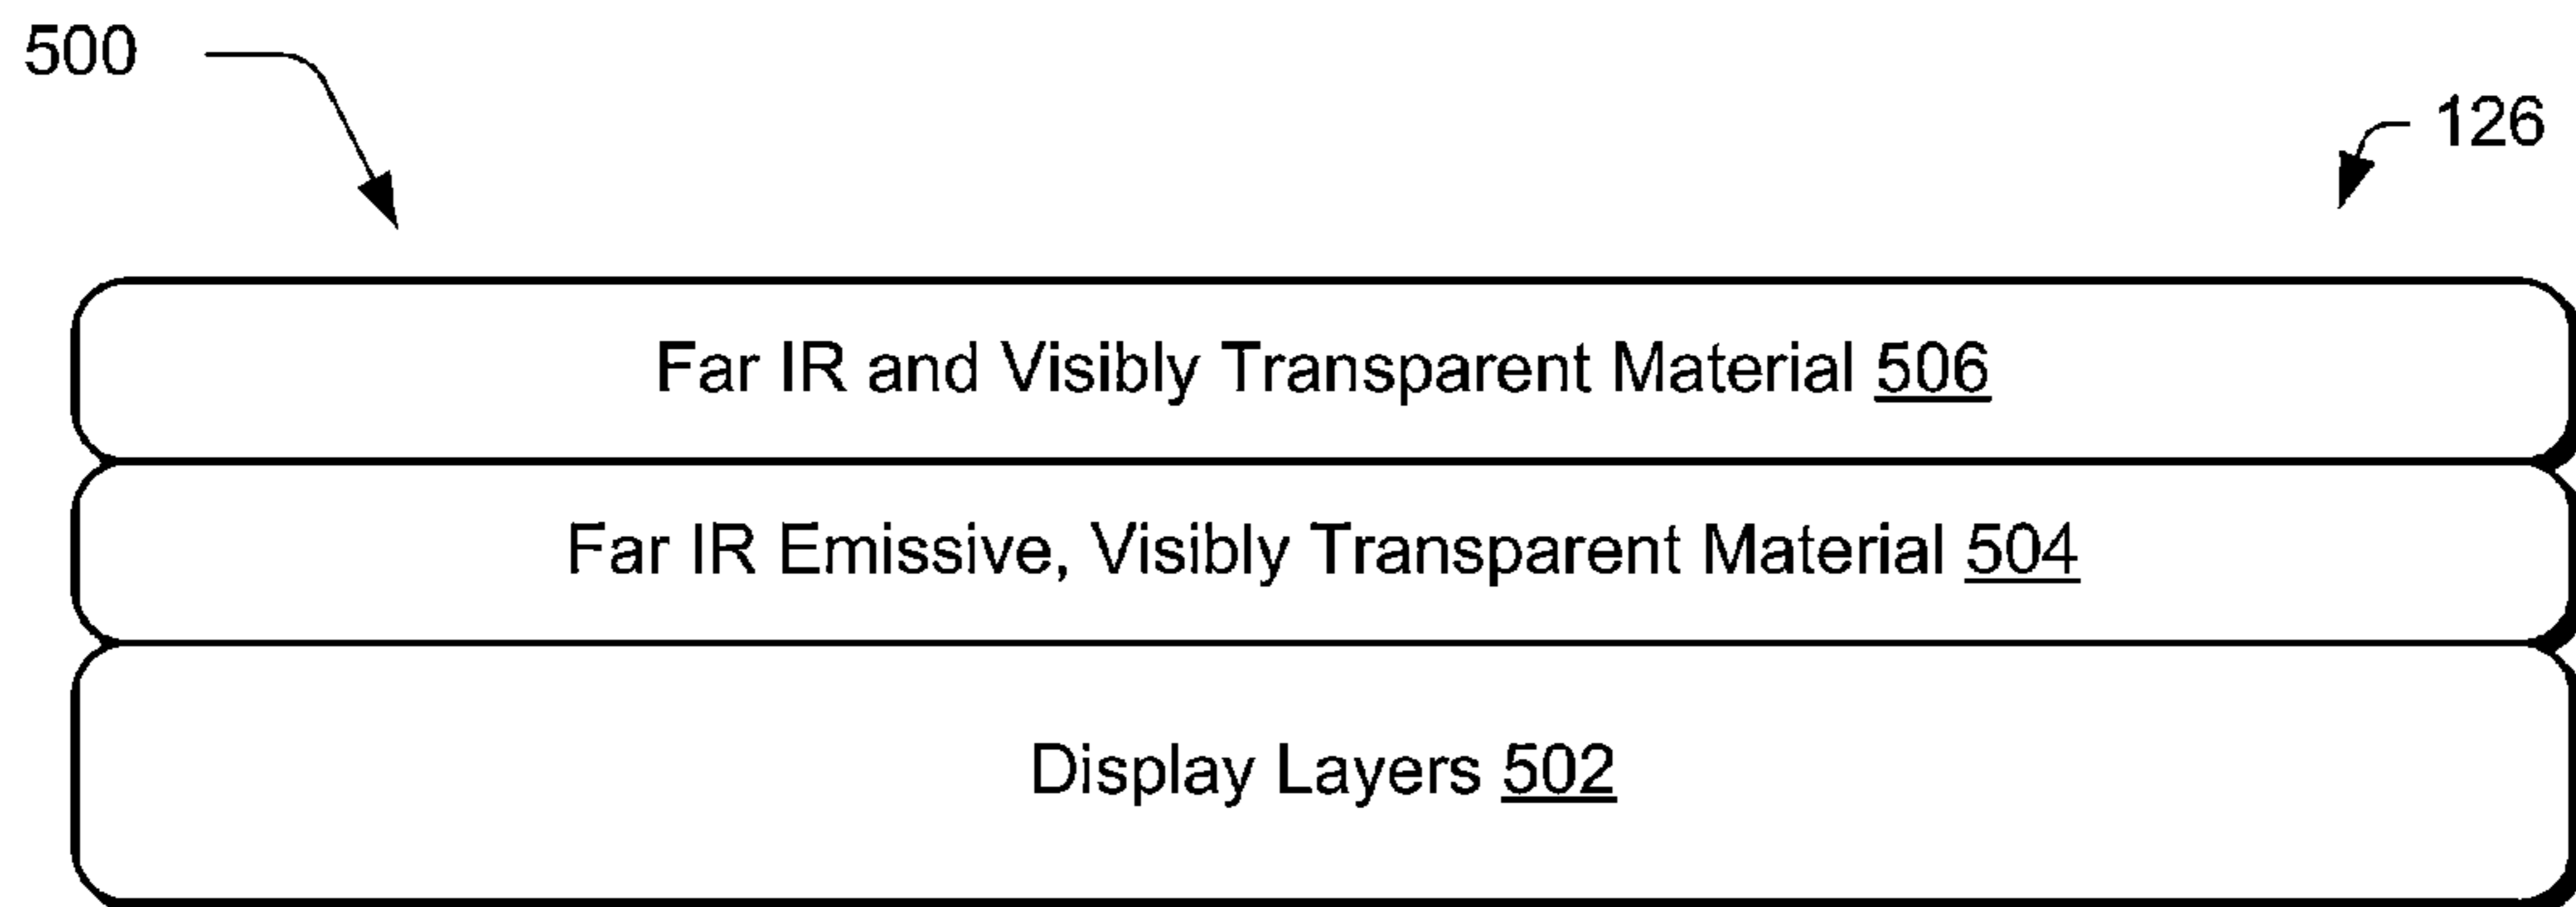 500
126
Far IR and Visibly Transparent Material 506
Far IR Emissive, Visibly Transparent Material 504
Display Layers 502